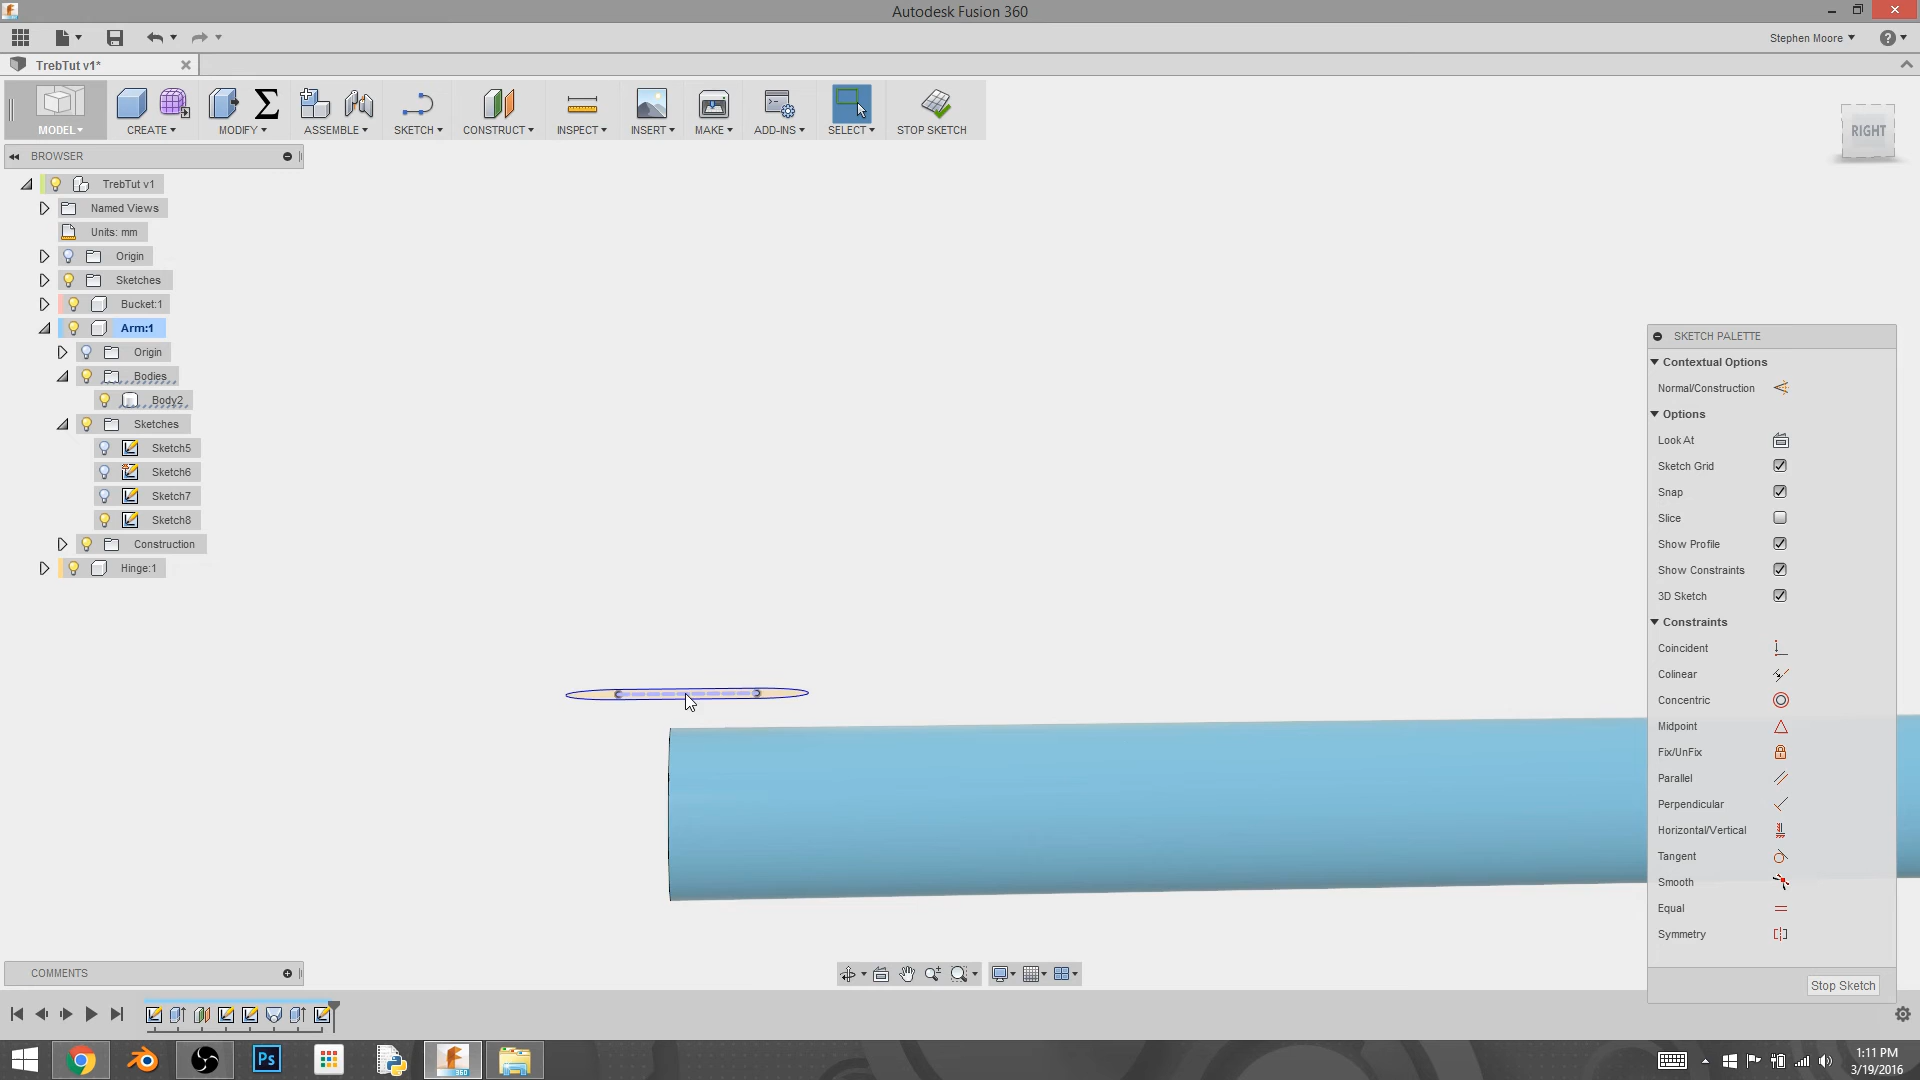 Autodesk Fusion 360
Stephen Moore
TrebTut v1*
MODEL
CREATE
MODIFY
ASSEMBLE
SKETCH
CONSTRUCT
INSPECT
INSERT
MAKE
ADD-INS
SELECT
STOP SKETCH
RIGHT
BROWSER
TrebTut v1
Named Views
Units: mm
Origin
Sketches
Bucket:1
Arm:1
Origin
Bodies
Body2
Sketches
Sketch5
Sketch6
Sketch7
Sketch8
Construction
Hinge:1
SKETCH PALETTE
Contextual Options
Normal/Construction
Options
Look At
Sketch Grid
Snap
Slice
Show Profile
Show Constraints
3D Sketch
Constraints
Coincident
Colinear
Concentric
Midpoint
Fix/UnFix
Parallel
Perpendicular
Horizontal/Vertical
Tangent
Smooth
Equal
Symmetry
Stop Sketch
COMMENTS
Ps
360
1:11 PM
3/19/2016